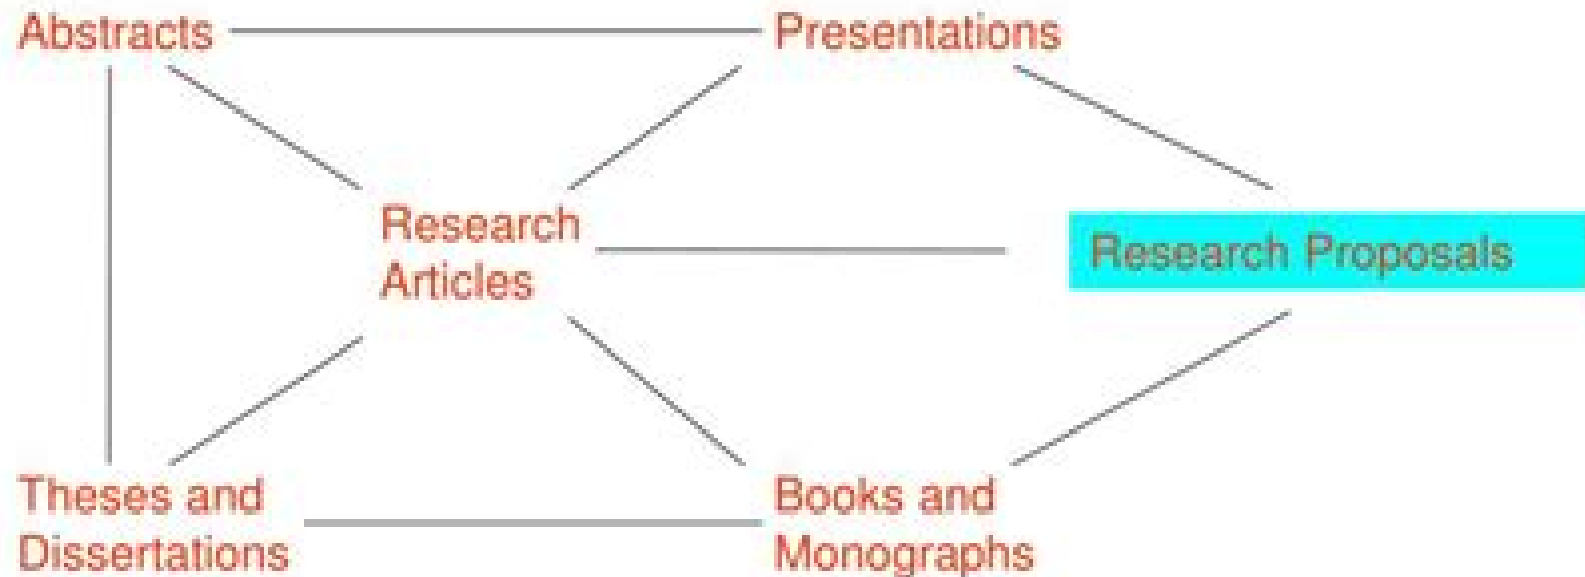 Abstracts
Presentations
Research
Articles
Research Proposals
Theses and
Dissertations
Books and
Monographs